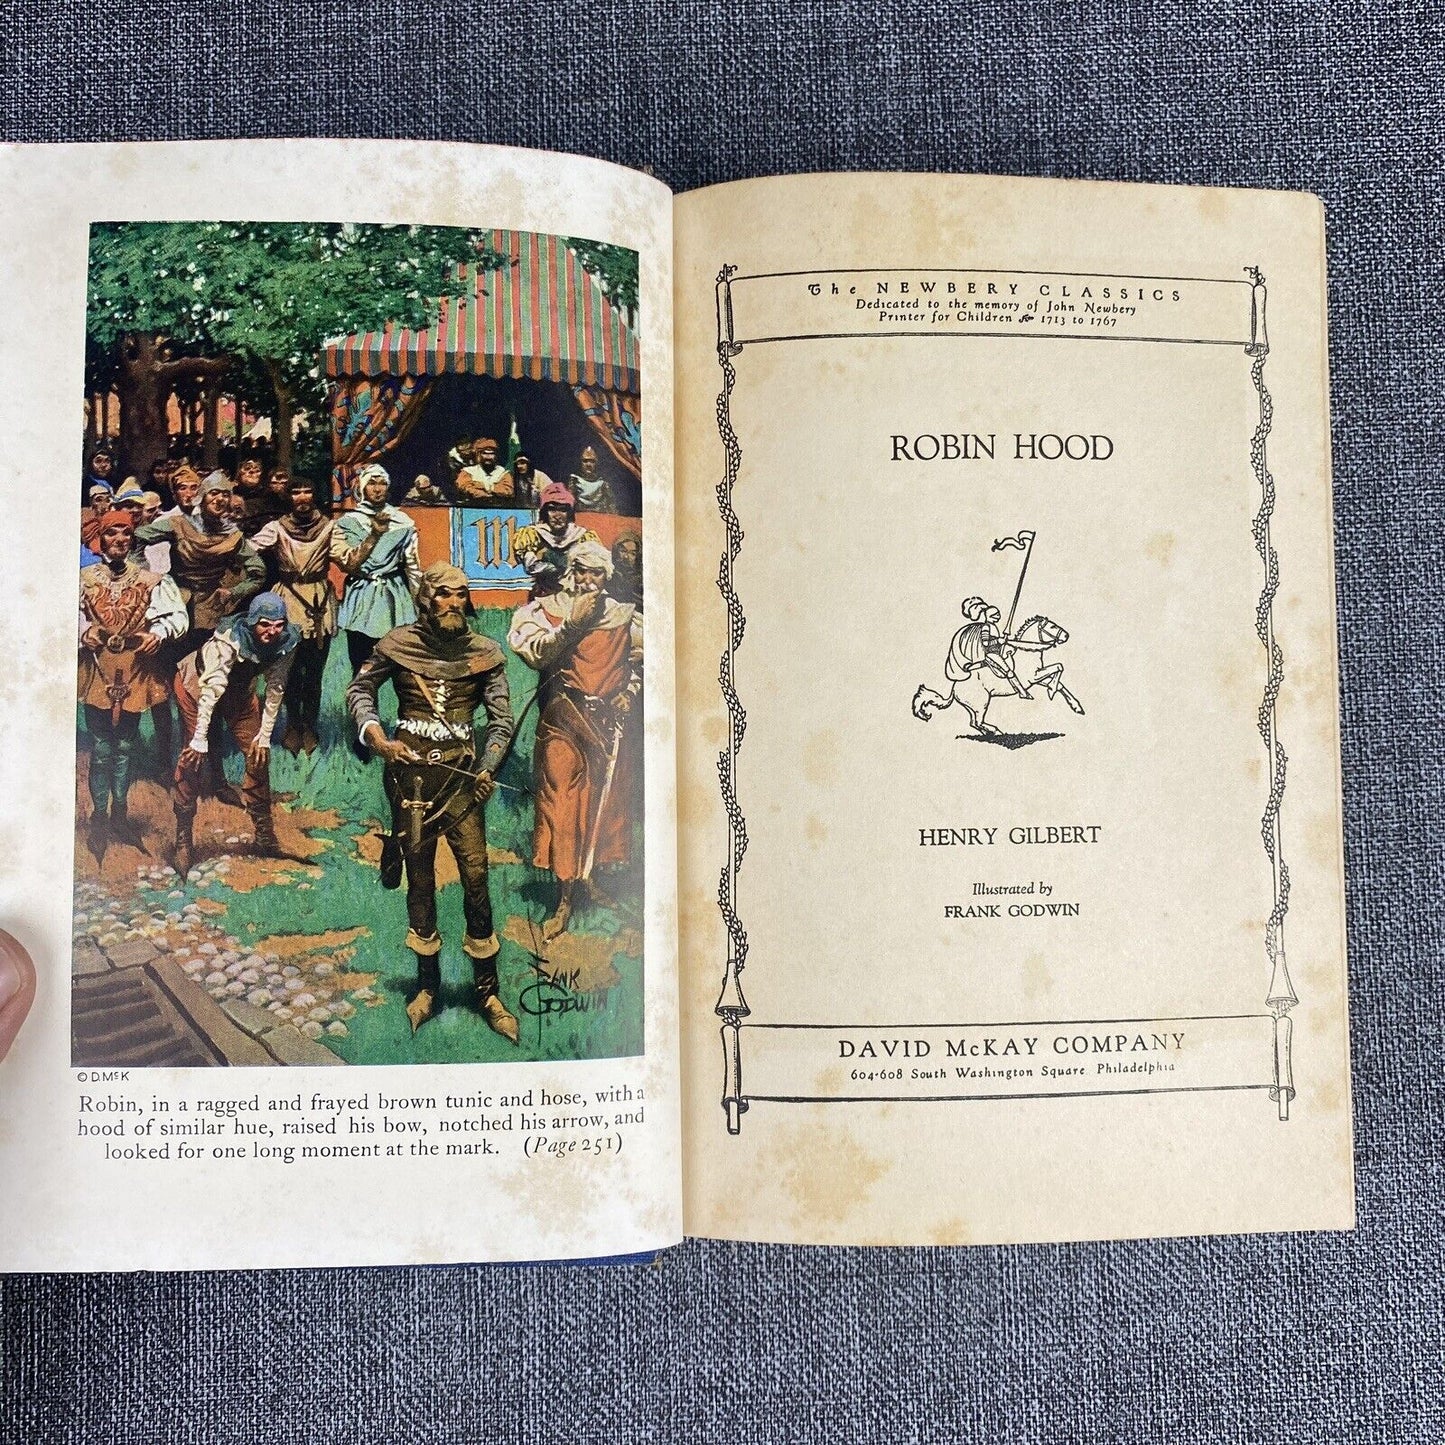 M
FRANK
GODWIN
© D. McK
Robin, in a ragged and frayed brown tunic and hose, with a
hood of similar hue, raised his bow, notched his arrow, and
looked for one long moment at the mark. (Page 251)
The NEWBERY CLASSICS
Dedicated to the memory of John Newbery
Printer for Children 1713 to 1767
ROBIN HOOD
HENRY GILBERT
Illustrated by
FRANK GODWIN
DAVID McKAY COMPANY
604-608 South Washington Square Philadelphia